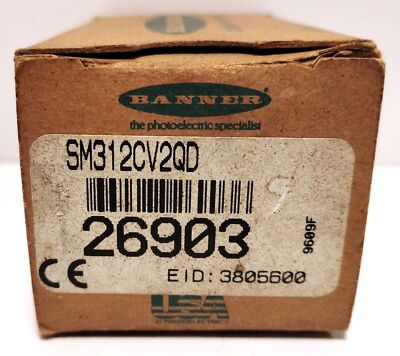 BANNER
the photoelectric specialist
SM312CV2QD
26903
9609F
CE
EID: 3805600
USA